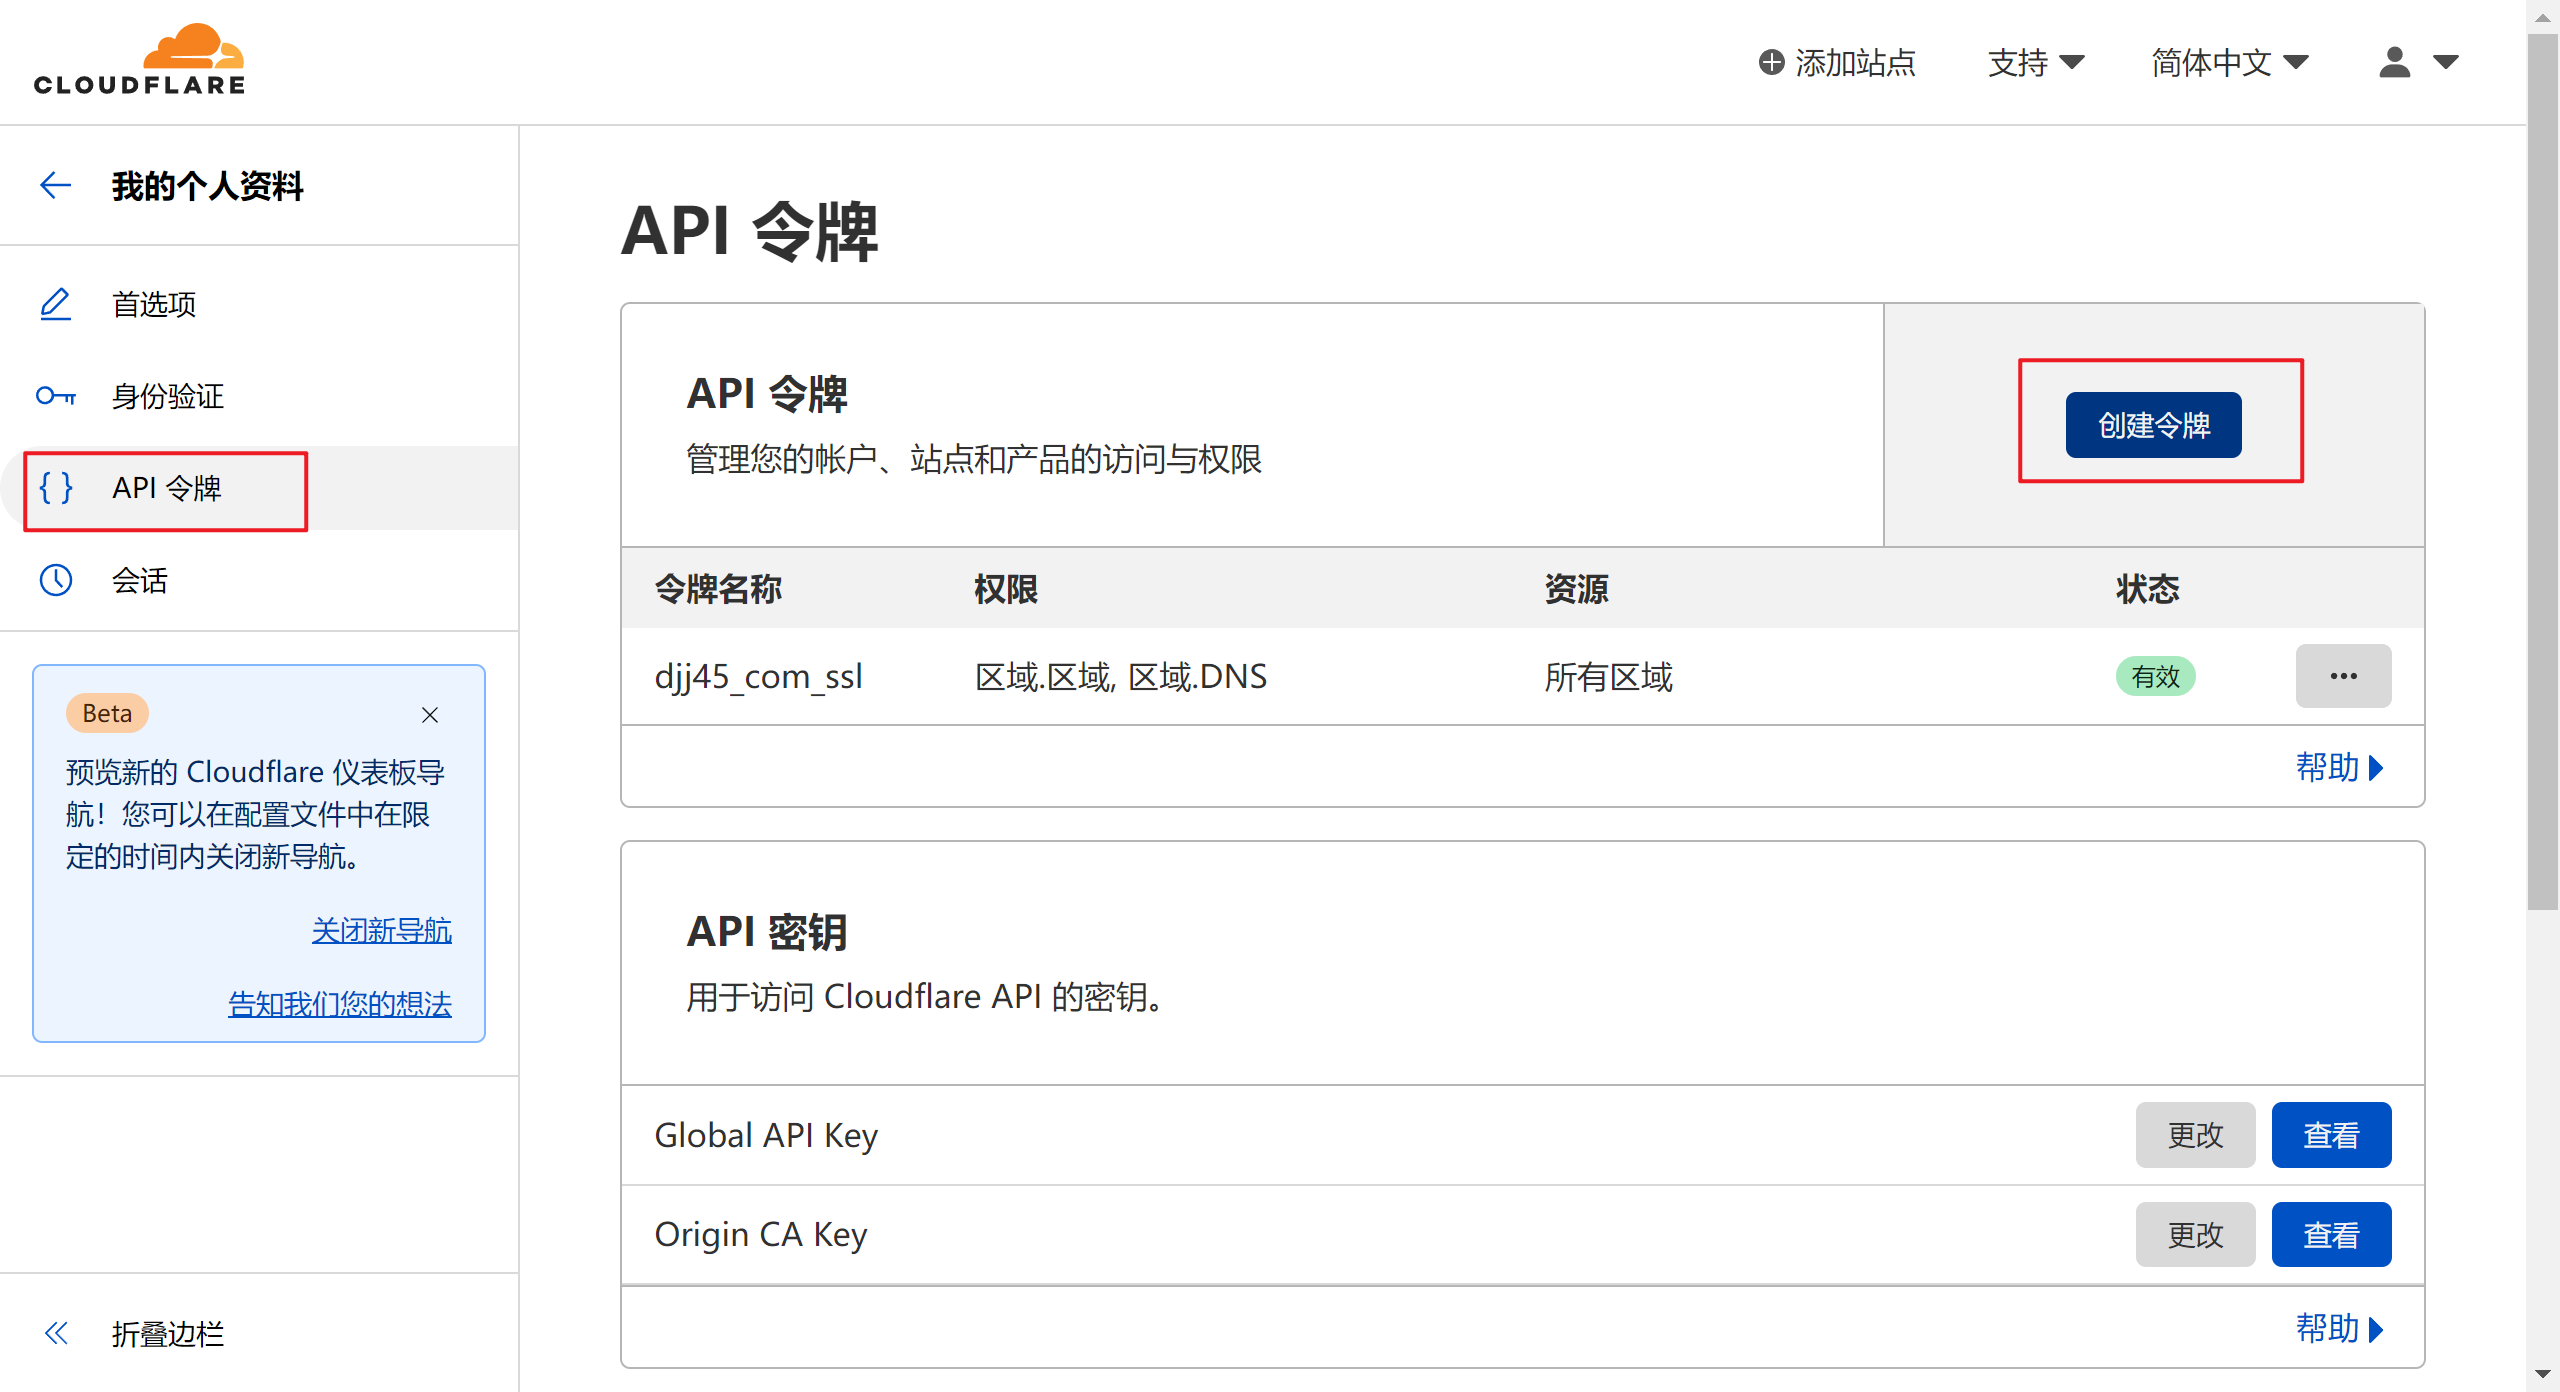 CLOUDFLARE
添加站点
支持
简体中文
我的个人资料
首选项
身份验证
API 令牌
会话
Beta
预览新的 Cloudflare 仪表板导
航！您可以在配置文件中在限
定的时间内关闭新导航。
关闭新导航
告知我们您的想法
折叠边栏
API 令牌
API 令牌
管理您的帐户、站点和产品的访问与权限
创建令牌
令牌名称 权限 资源 状态
djj45_com_ssl 区域.区域, 区域.DNS 所有区域 有效
帮助
API 密钥
用于访问 Cloudflare API 的密钥。
Global API Key 更改 查看
Origin CA Key 更改 查看
帮助